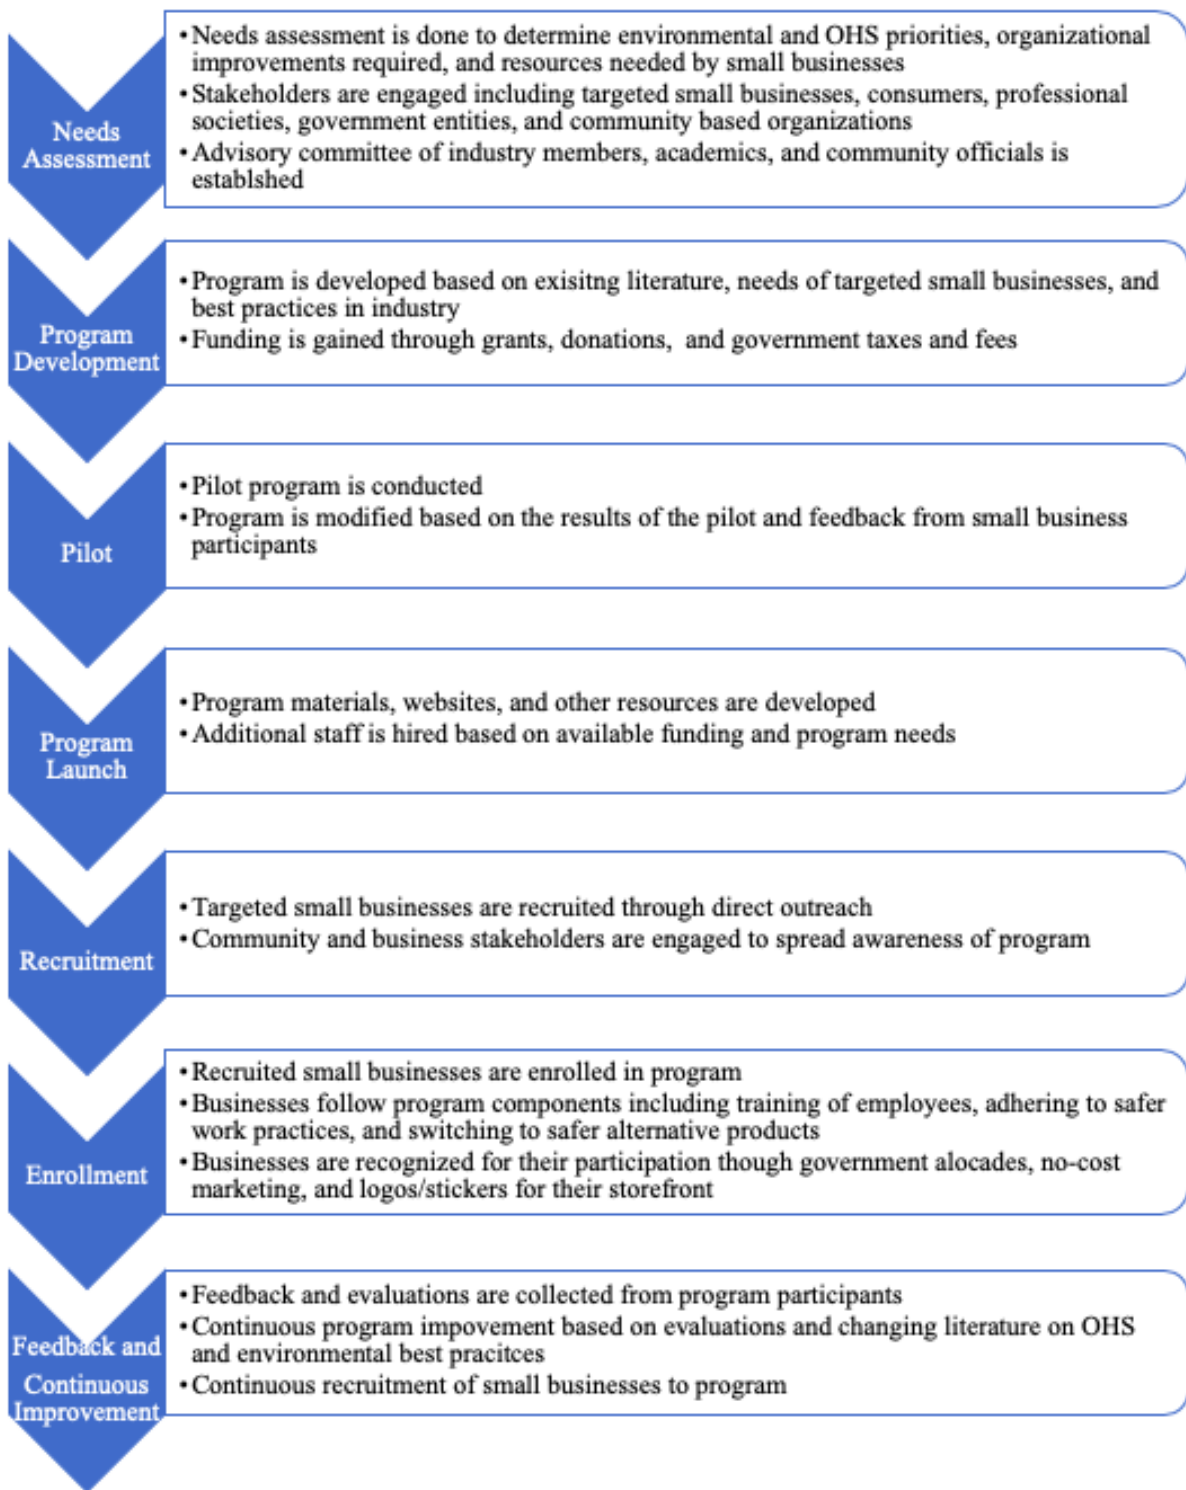 Needs
Assessment
•Needs assessment is done to determine environmental and OHS priorities, organizational
improvements required, and resources needed by small businesses
•Stakeholders are engaged including targeted small businesses, consumers, professional
societies, government entities, and community based organizations
•Advisory committee of industry members, academics, and community officials is
establshed
Program
Development
•Program is developed based on exisitng literature, needs of targeted small businesses, and
best practices in industry
•Funding is gained through grants, donations,  and government taxes and fees
Pilot
•Pilot program is conducted
•Program is modified based on the results of the pilot and feedback from small business
participants
Program
Launch
•Program materials, websites, and other resources are developed
•Additional staff is hired based on available funding and program needs
Recruitment
•Targeted small businesses are recruited through direct outreach
•Community and business stakeholders are engaged to spread awareness of program
Enrollment
•Recruited small businesses are enrolled in program
•Businesses follow program components including training of employees, adhering to safer
work practices, and switching to safer alternative products
•Businesses are recognized for their participation though government alocades, no-cost
marketing, and logos/stickers for their storefront
Feedback and
Continuous
Improvement
•Feedback and evaluations are collected from program participants
•Continuous program impovement based on evaluations and changing literature on OHS
and environmental best pracitces
•Continuous recruitment of small businesses to program